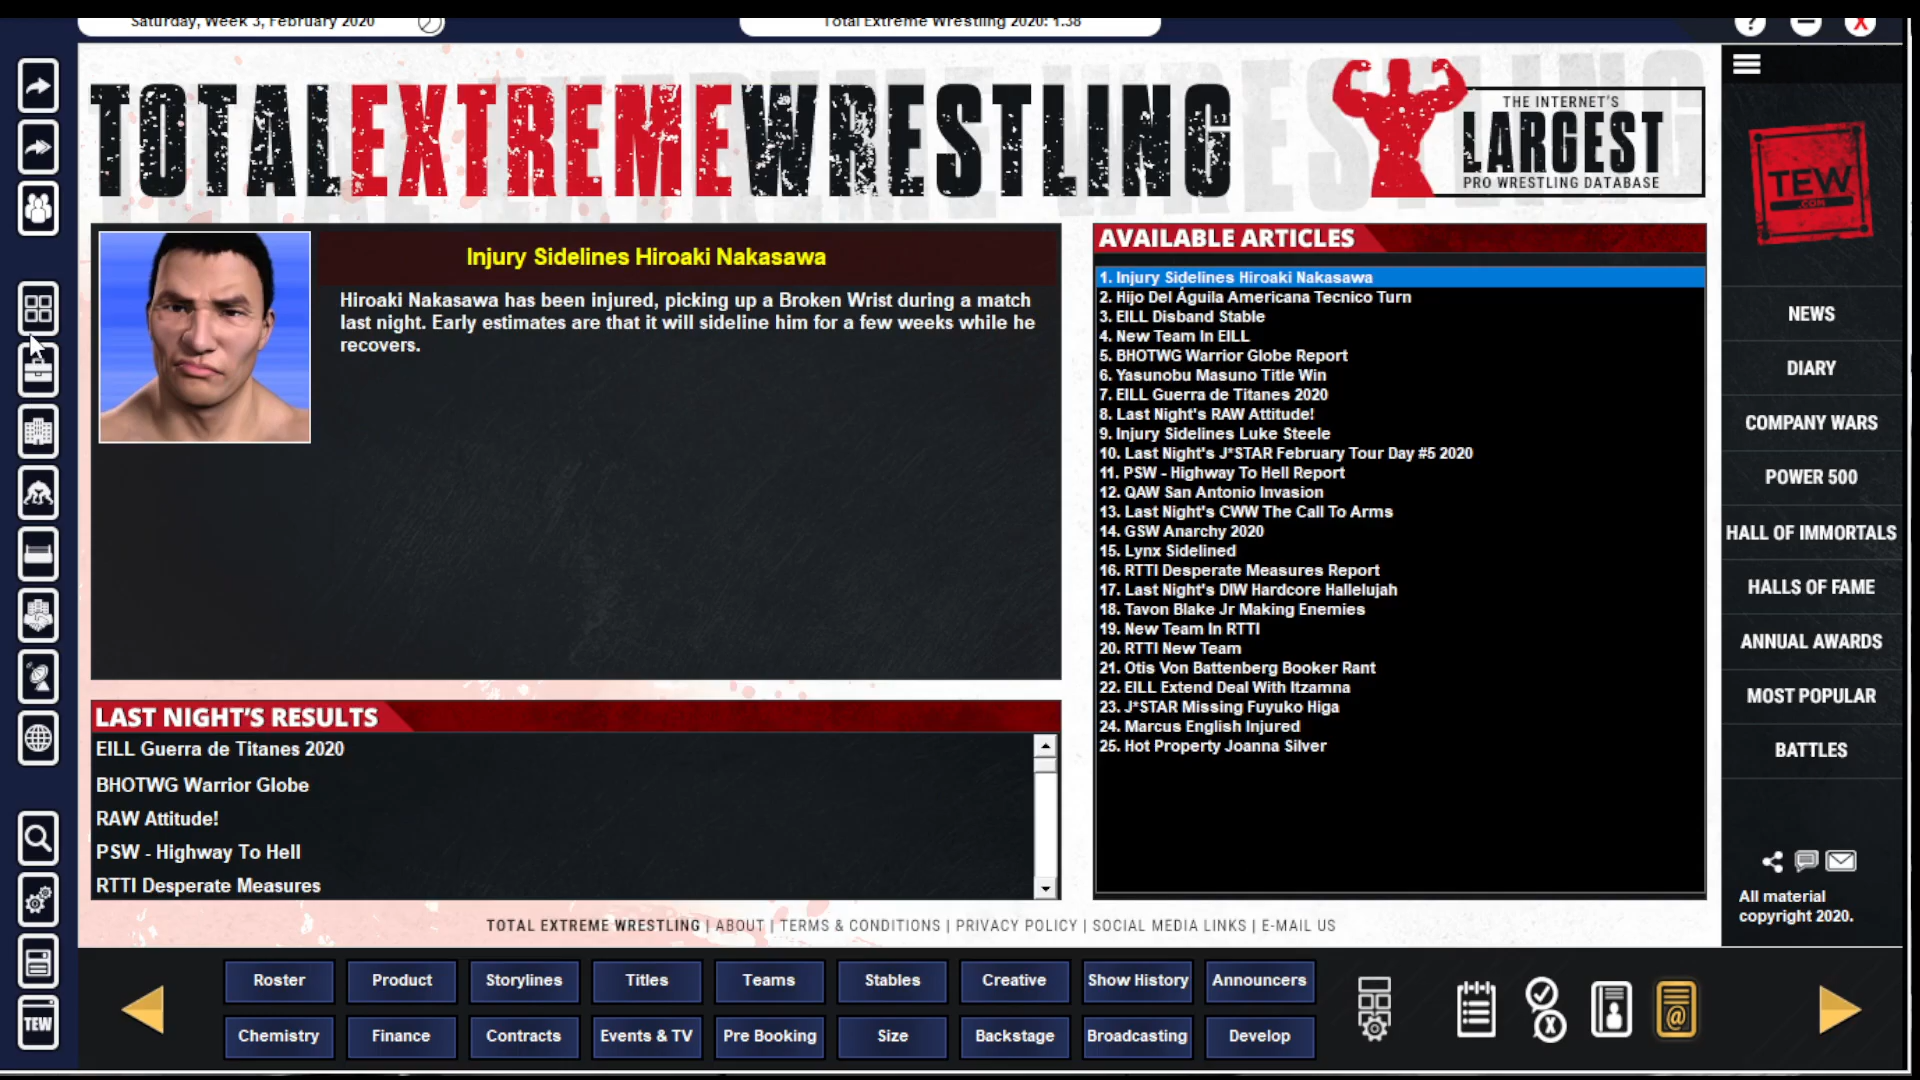 Saturday, Week 3, February 2020
Total Extreme Wrestling 2020: 1.38
? X
TOTALEXTREMEWRESTLING
THE INTERNET'S
LARGEST
PRO WRESTLING DATABASE
TEW
.COM
Injury Sidelines Hiroaki Nakasawa
Hiroaki Nakasawa has been injured, picking up a Broken Wrist during a match
last night. Early estimates are that it will sideline him for a few weeks while he
recovers.
AVAILABLE ARTICLES
1. Injury Sidelines Hiroaki Nakasawa
2. Hijo Del Águila Americana Tecnico Turn
3. EILL Disband Stable
4. New Team In EILL
5. BHOTWG Warrior Globe Report
6. Yasunobu Masuno Title Win
7. EILL Guerra de Titanes 2020
8. Last Night's RAW Attitude!
9. Injury Sidelines Luke Steele
10. Last Night's J*STAR February Tour Day #5 2020
11. PSW - Highway To Hell Report
12. QAW San Antonio Invasion
13. Last Night's CWW The Call To Arms
14. GSW Anarchy 2020
15. Lynx Sidelined
16. RTTI Desperate Measures Report
17. Last Night's DIW Hardcore Hallelujah
18. Tavon Blake Jr Making Enemies
19. New Team In RTTI
20. RTTI New Team
21. Otis Von Battenberg Booker Rant
22. EILL Extend Deal With Itzamna
23. J*STAR Missing Fuyuko Higa
24. Marcus English Injured
25. Hot Property Joanna Silver
NEWS
DIARY
COMPANY WARS
POWER 500
HALL OF IMMORTALS
HALLS OF FAME
ANNUAL AWARDS
MOST POPULAR
BATTLES
All material
copyright 2020.
LAST NIGHT'S RESULTS
EILL Guerra de Titanes 2020
BHOTWG Warrior Globe
RAW Attitude!
PSW - Highway To Hell
RTTI Desperate Measures
TOTAL EXTREME WRESTLING | ABOUT | TERMS & CONDITIONS | PRIVACY POLICY | SOCIAL MEDIA LINKS | E-MAIL US
Roster Product Storylines Titles Teams Stables Creative Show History Announcers
Chemistry Finance Contracts Events & TV Pre Booking Size Backstage Broadcasting Develop
TEW